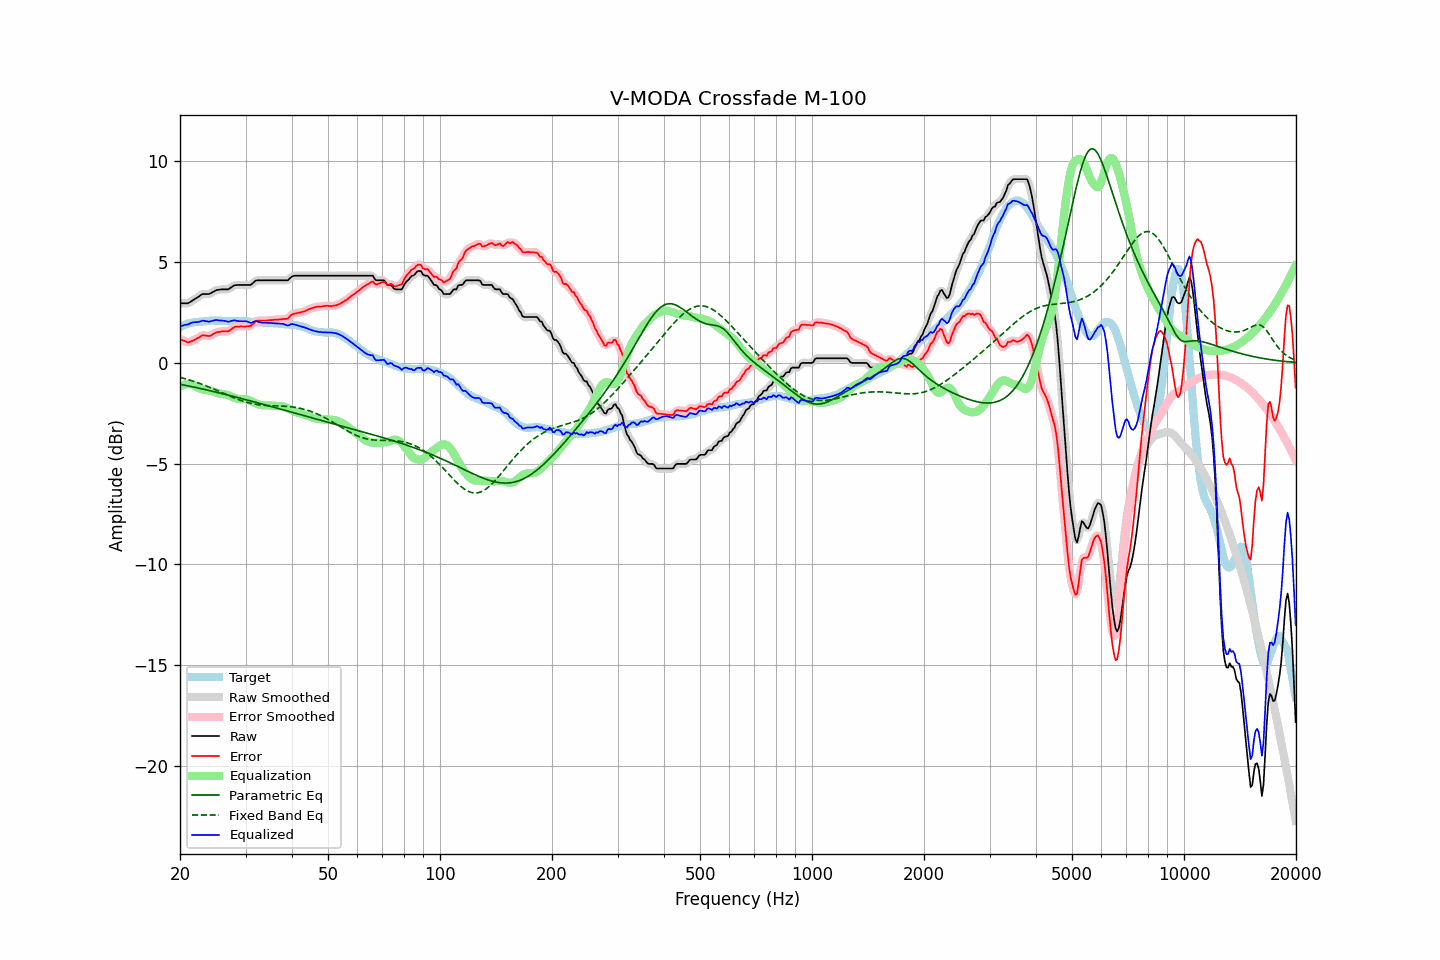 V-MODA Crossfade M-100
10
5
0
−5
−10
−15
−20
Amplitude (dBr)
Target
Raw Smoothed
Error Smoothed
Raw
Error
Equalization
Parametric Eq
Fixed Band Eq
Equalized
20 50 100 200 500 1000 2000 5000 10000 20000
Frequency (Hz)